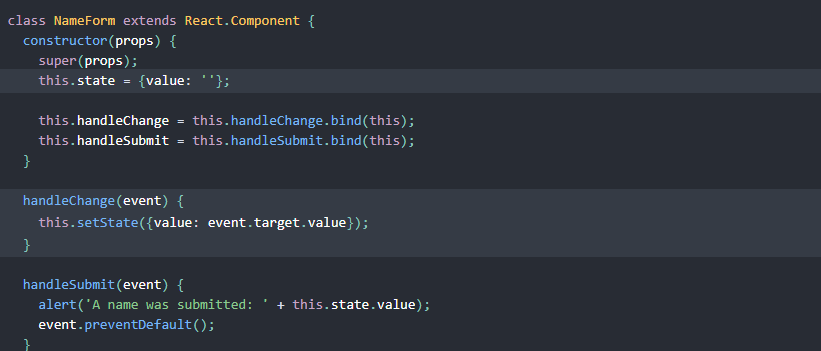 class NameForm extends React.Component {
  constructor(props) {
    super(props);
    this.state = {value: ''};
    this.handleChange = this.handleChange.bind(this);
    this.handleSubmit = this.handleSubmit.bind(this);
  }
  handleChange(event) {
    this.setState({value: event.target.value});
  }
  handleSubmit(event) {
    alert('A name was submitted: ' + this.state.value);
    event.preventDefault();
  }